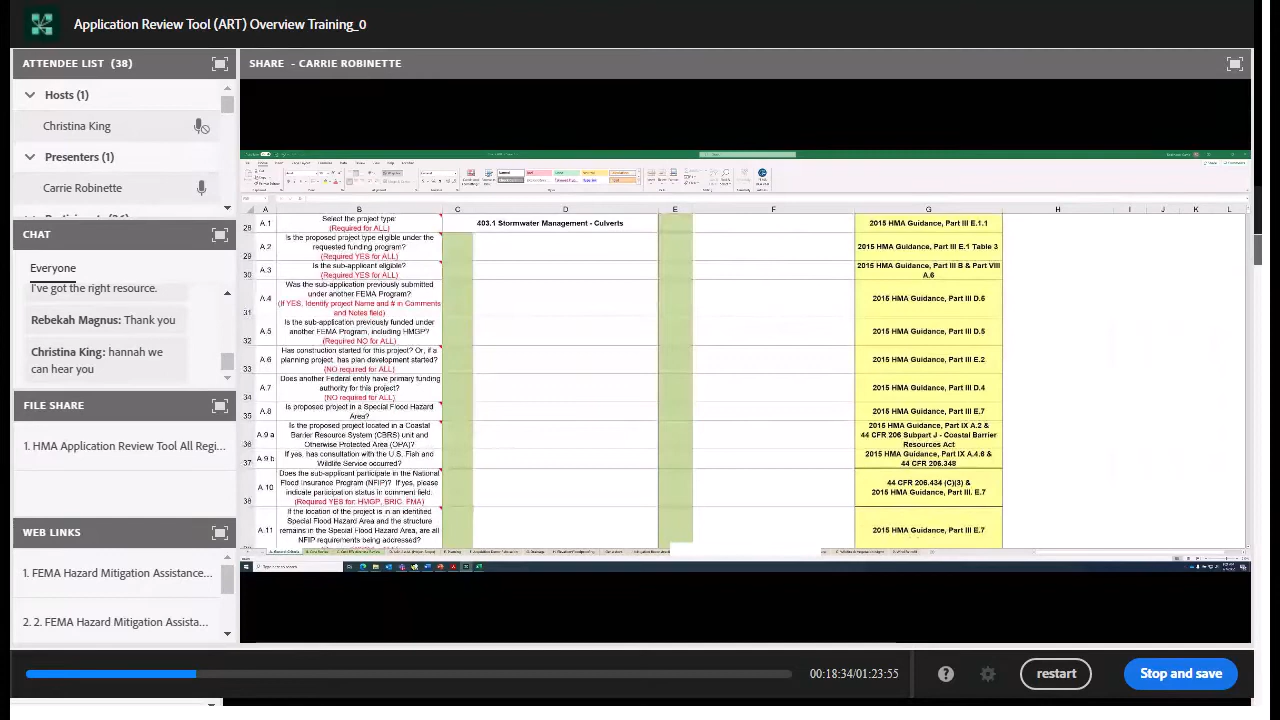 Application Review Tool (ART) Overview Training_0
ATTENDEE LIST (38)
Hosts (1)
Christina King
Presenters (1)
Carrie Robinette
CHAT
Everyone
I've got the right resource.
Rebekah Magnus: Thank you
Christina King: hannah we
can hear you
FILE SHARE
1. HMA Application Review Tool All Regi...
WEB LINKS
1. FEMA Hazard Mitigation Assistance...
2. 2. FEMA Hazard Mitigation Assista...
SHARE - CARRIE ROBINETTE
A B C D E F G H I J K L
28 A.1 Select the project type:
(Required for ALL)
403.1 Stormwater Management - Culverts
2015 HMA Guidance, Part III E.1.1
29 A.2 Is the proposed project type eligible under the
requested funding program?
(Required YES for ALL)
2015 HMA Guidance, Part III E.1 Table 3
30 A.3 Is the sub-applicant eligible?
(Required YES for ALL)
2015 HMA Guidance, Part III B & Part VIII
A.6
31 A.4 Was the sub-application previously submitted
under another FEMA Program?
(If YES, Identify project Name and # in Comments
and Notes field)
2015 HMA Guidance, Part III D.6
32 A.5 Is the sub-application previously funded under
another FEMA Program, including HMGP?
(Required NO for ALL)
2015 HMA Guidance, Part III D.5
33 A.6 Has construction started for this project? Or, if a
planning project, has plan development started?
(NO required for ALL)
2015 HMA Guidance, Part III E.2
34 A.7 Does another Federal entity have primary funding
authority for this project?
(NO required for ALL)
2015 HMA Guidance, Part III D.4
35 A.8 Is proposed project in a Special Flood Hazard
Area?
2015 HMA Guidance, Part III E.7
36 A.9 a Is the proposed project located in a Coastal
Barrier Resource System (CBRS) unit and
Otherwise Protected Area (OPA)?
2015 HMA Guidance, Part IX A.2 &
44 CFR 206 Subpart J - Coastal Barrier
Resources Act
37 A.9 b If yes, has consultation with the U.S. Fish and
Wildlife Service occurred?
2015 HMA Guidance, Part IX A.4.6 &
44 CFR 206.348
38 A.10 Does the sub-applicant participate in the National
Flood Insurance Program (NFIP)? If yes, please
indicate participation status in comment field.
(Required YES for: HMGP, BRIC, FMA)
44 CFR 206.434 (C)(3) &
2015 HMA Guidance, Part III. E.7
A.11 If the location of the project is in an identified
Special Flood Hazard Area and the structure
remains in the Special Flood Hazard Area, are all
NFIP requirements being addressed?
2015 HMA Guidance, Part III E.7
00:18:34/01:23:55
restart
Stop and save